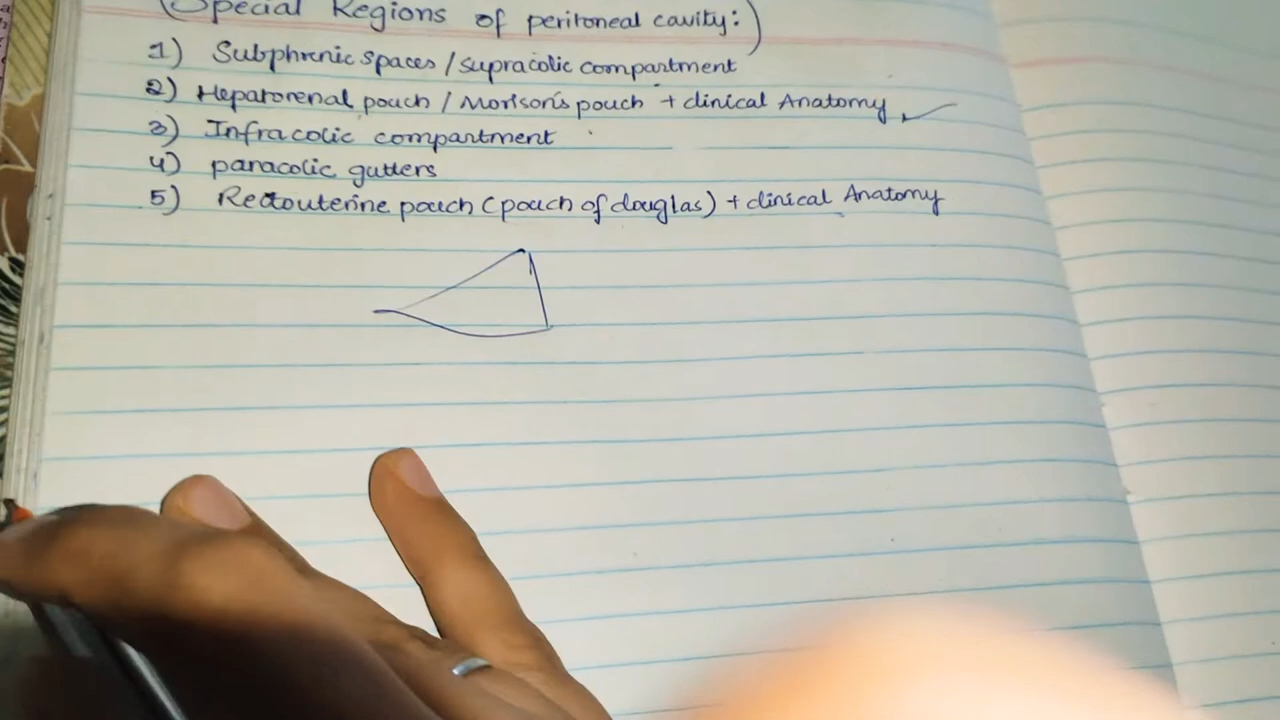 (Special Regions of peritoneal cavity:)
1) Subphrenic spaces / supracolic compartment
2) Hepatorenal pouch / Morison's pouch + clinical Anatomy
3) Infracolic compartment
4) paracolic gutters
5) Rectouterine pouch (pouch of douglas) + clinical Anatomy